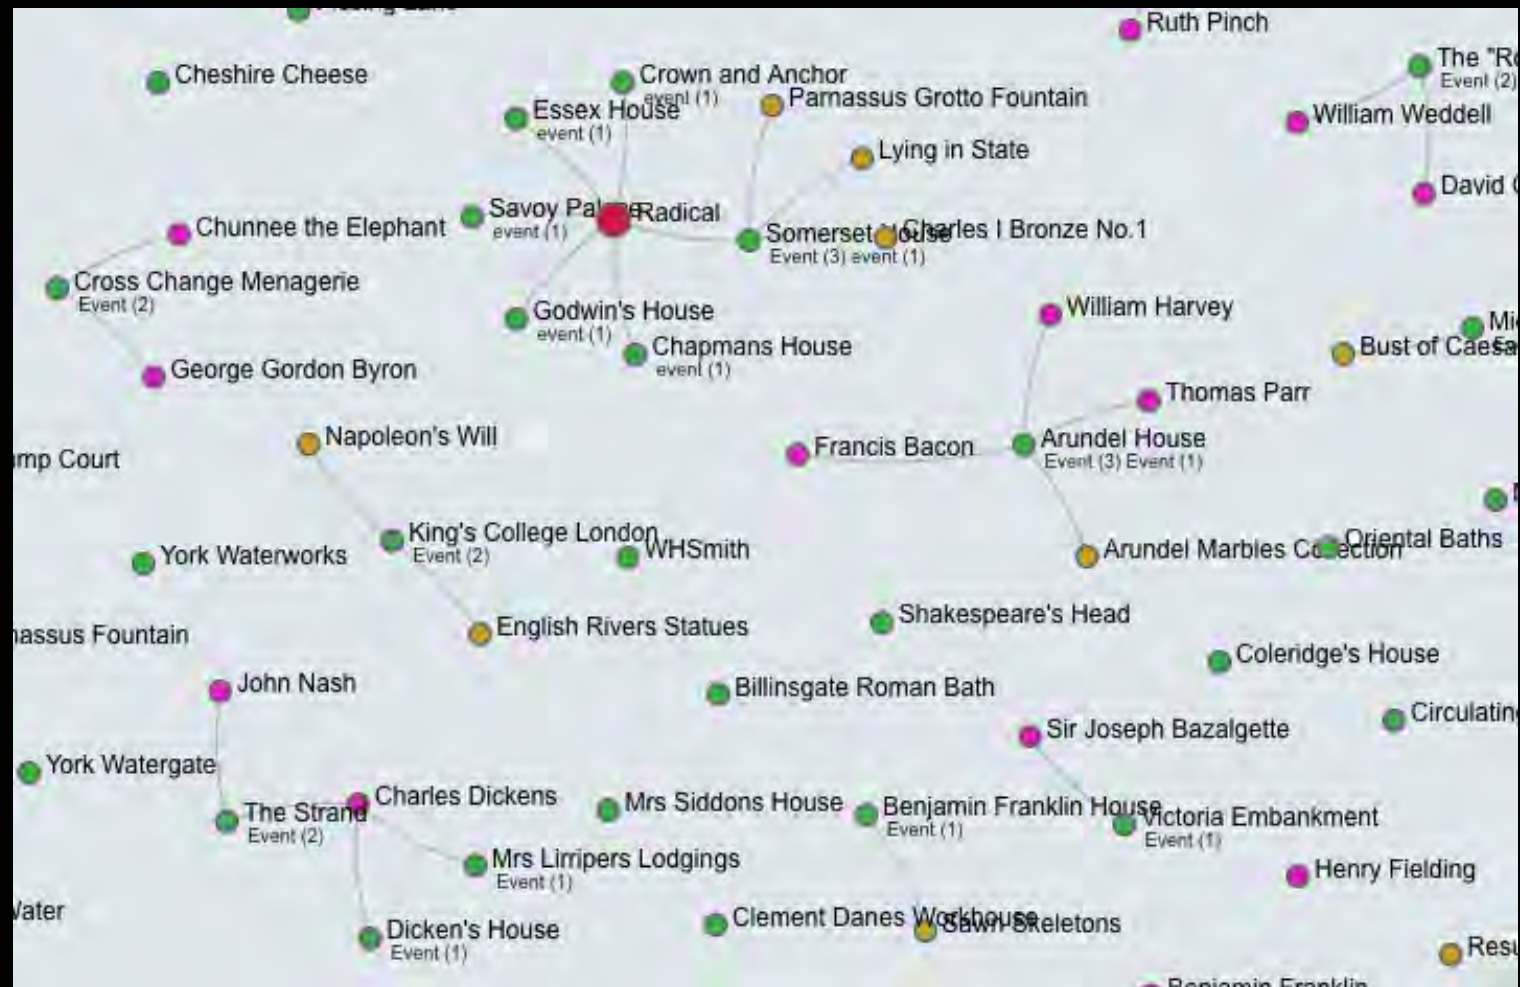 Ruth Pinch
Cheshire Cheese
Crown and Anchor
event (1)
The "R
Event (2)
Parnassus Grotto Fountain
Essex House
event (1)
William Weddell
Lying in State
David
Savoy Palace
event (1)
Radical
Chunnee the Elephant
Somerset House
Event (3) event (1)
Charles I Bronze No.1
Cross Change Menagerie
Event (2)
Godwin's House
event (1)
William Harvey
Chapmans House
event (1)
Bust of Caesa
George Gordon Byron
Thomas Parr
Napoleon's Will
Francis Bacon
Arundel House
Event (3) Event (1)
mp Court
King's College London
Event (2)
WHSmith
Arundel Marbles Collection
Oriental Baths
York Waterworks
Shakespeare's Head
English Rivers Statues
nassus Fountain
Coleridge's House
John Nash
Billinsgate Roman Bath
Circulatin
Sir Joseph Bazalgette
York Watergate
Charles Dickens
Mrs Siddons House
Benjamin Franklin House
Event (1)
The Strand
Event (2)
Victoria Embankment
Event (1)
Mrs Lirripers Lodgings
Event (1)
Henry Fielding
Vater
Clement Danes Workhouse
Sawn Skeletons
Dicken's House
Event (1)
Resu
Benjamin Franklin